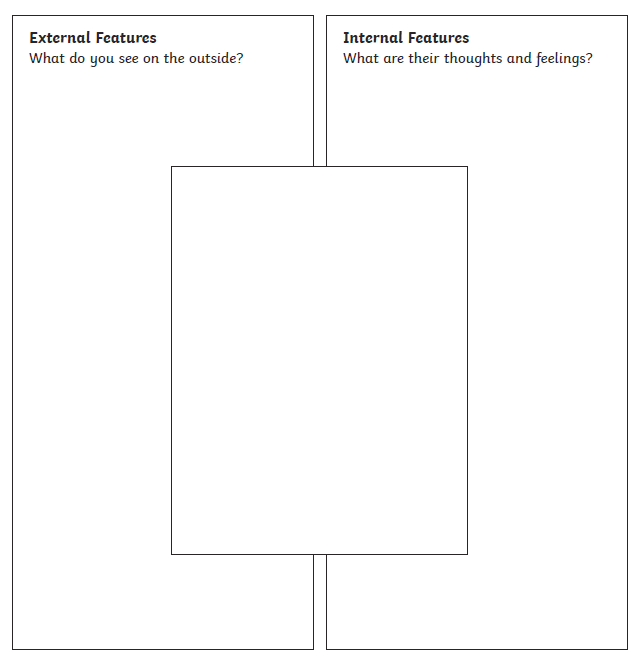 External Features
What do you see on the outside?
Internal Features
What are their thoughts and feelings?